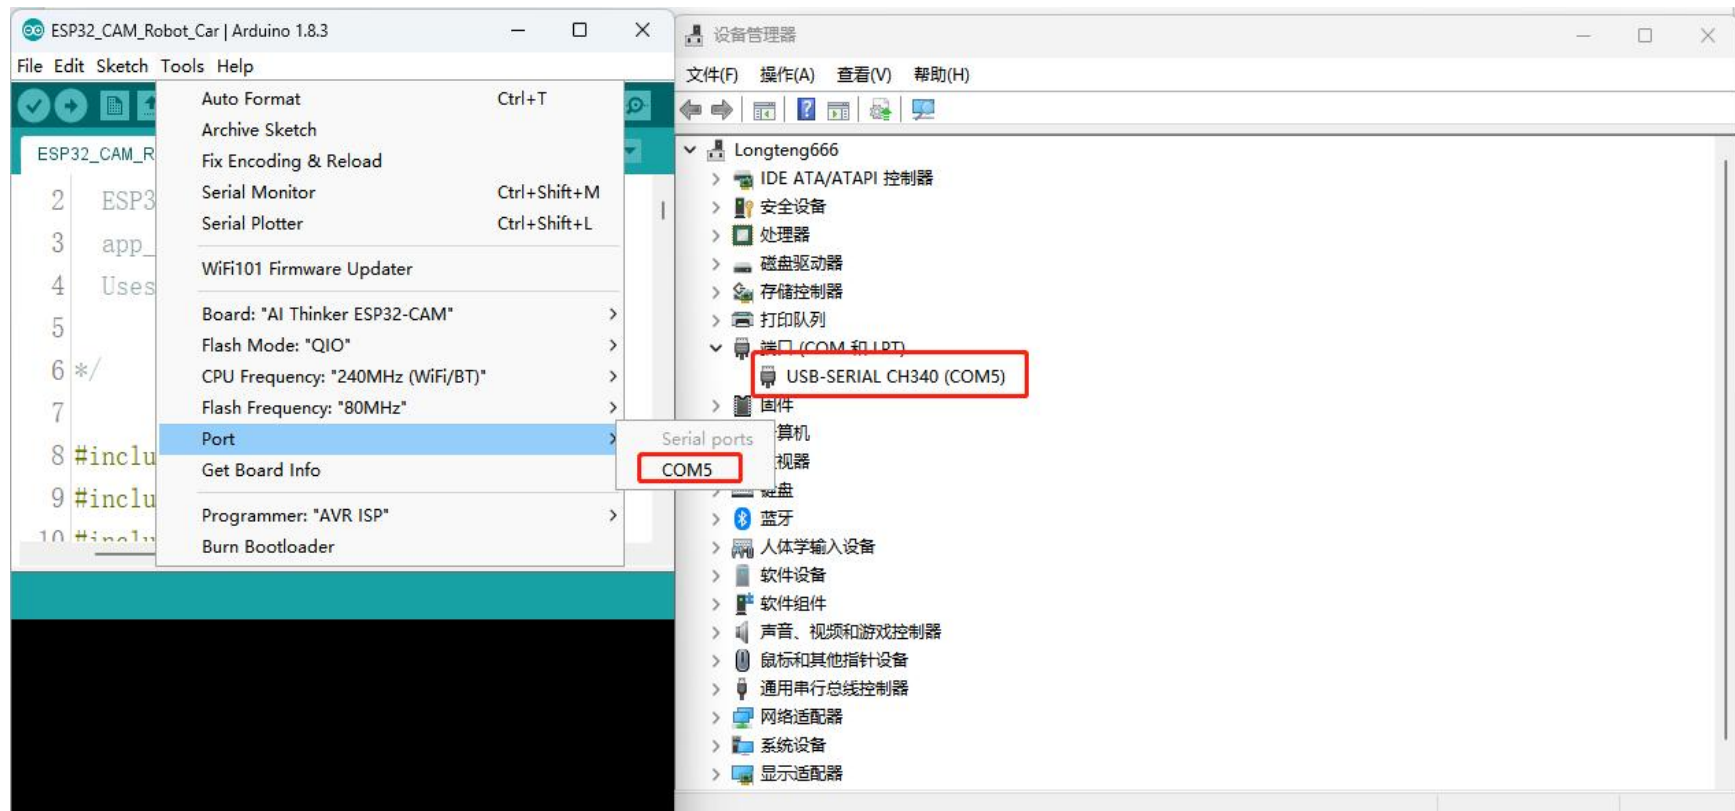 ESP32_CAM_Robot_Car | Arduino 1.8.3
File Edit Sketch Tools Help
ESP32_CAM_R
2 ESP3
3 app_
4 Uses
5
6 */
7
8 #inclu
9 #inclu
10 #inclu
Auto Format Ctrl+T
Archive Sketch
Fix Encoding & Reload
Serial Monitor Ctrl+Shift+M
Serial Plotter Ctrl+Shift+L
WiFi101 Firmware Updater
Board: "AI Thinker ESP32-CAM"
Flash Mode: "QIO"
CPU Frequency: "240MHz (WiFi/BT)"
Flash Frequency: "80MHz"
Port
Get Board Info
Programmer: "AVR ISP"
Burn Bootloader
Serial ports
COM5
设备管理器
文件(F) 操作(A) 查看(V) 帮助(H)
Longteng666
IDE ATA/ATAPI 控制器
安全设备
处理器
磁盘驱动器
存储控制器
打印队列
端口 (COM 和 LPT)
USB-SERIAL CH340 (COM5)
固件
算机
视器
键盘
蓝牙
人体学输入设备
软件设备
软件组件
声音、视频和游戏控制器
鼠标和其他指针设备
通用串行总线控制器
网络适配器
系统设备
显示适配器